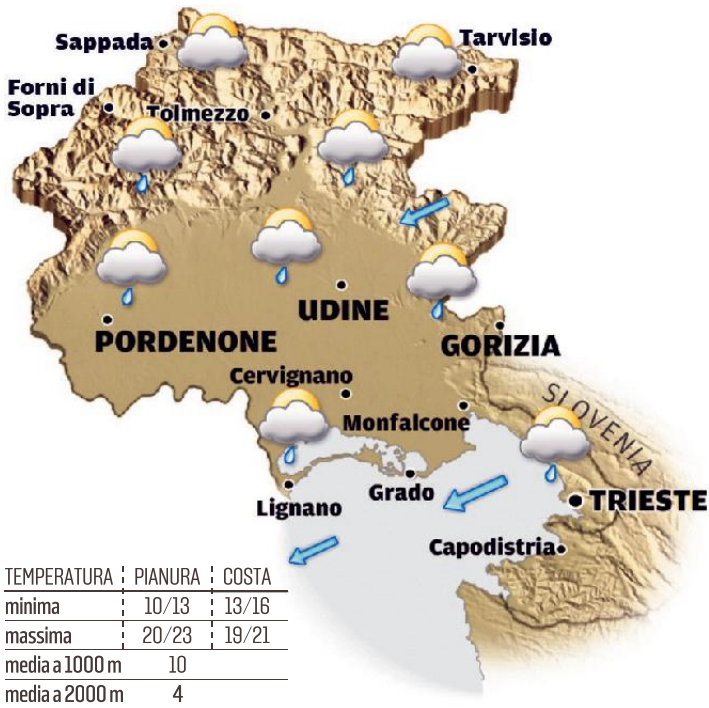 Sappada
Tarvisio
Forni di
Sopra
Tolmezzo
UDINE
PORDENONE
GORIZIA
Cervignano
SLOVENIA
Monfalcone
Grado
Lignano
TRIESTE
Capodistria
TEMPERATURA PIANURA COSTA
minima 10/13 13/16
massima 20/23 19/21
media a 1000 m 10
media a 2000 m 4